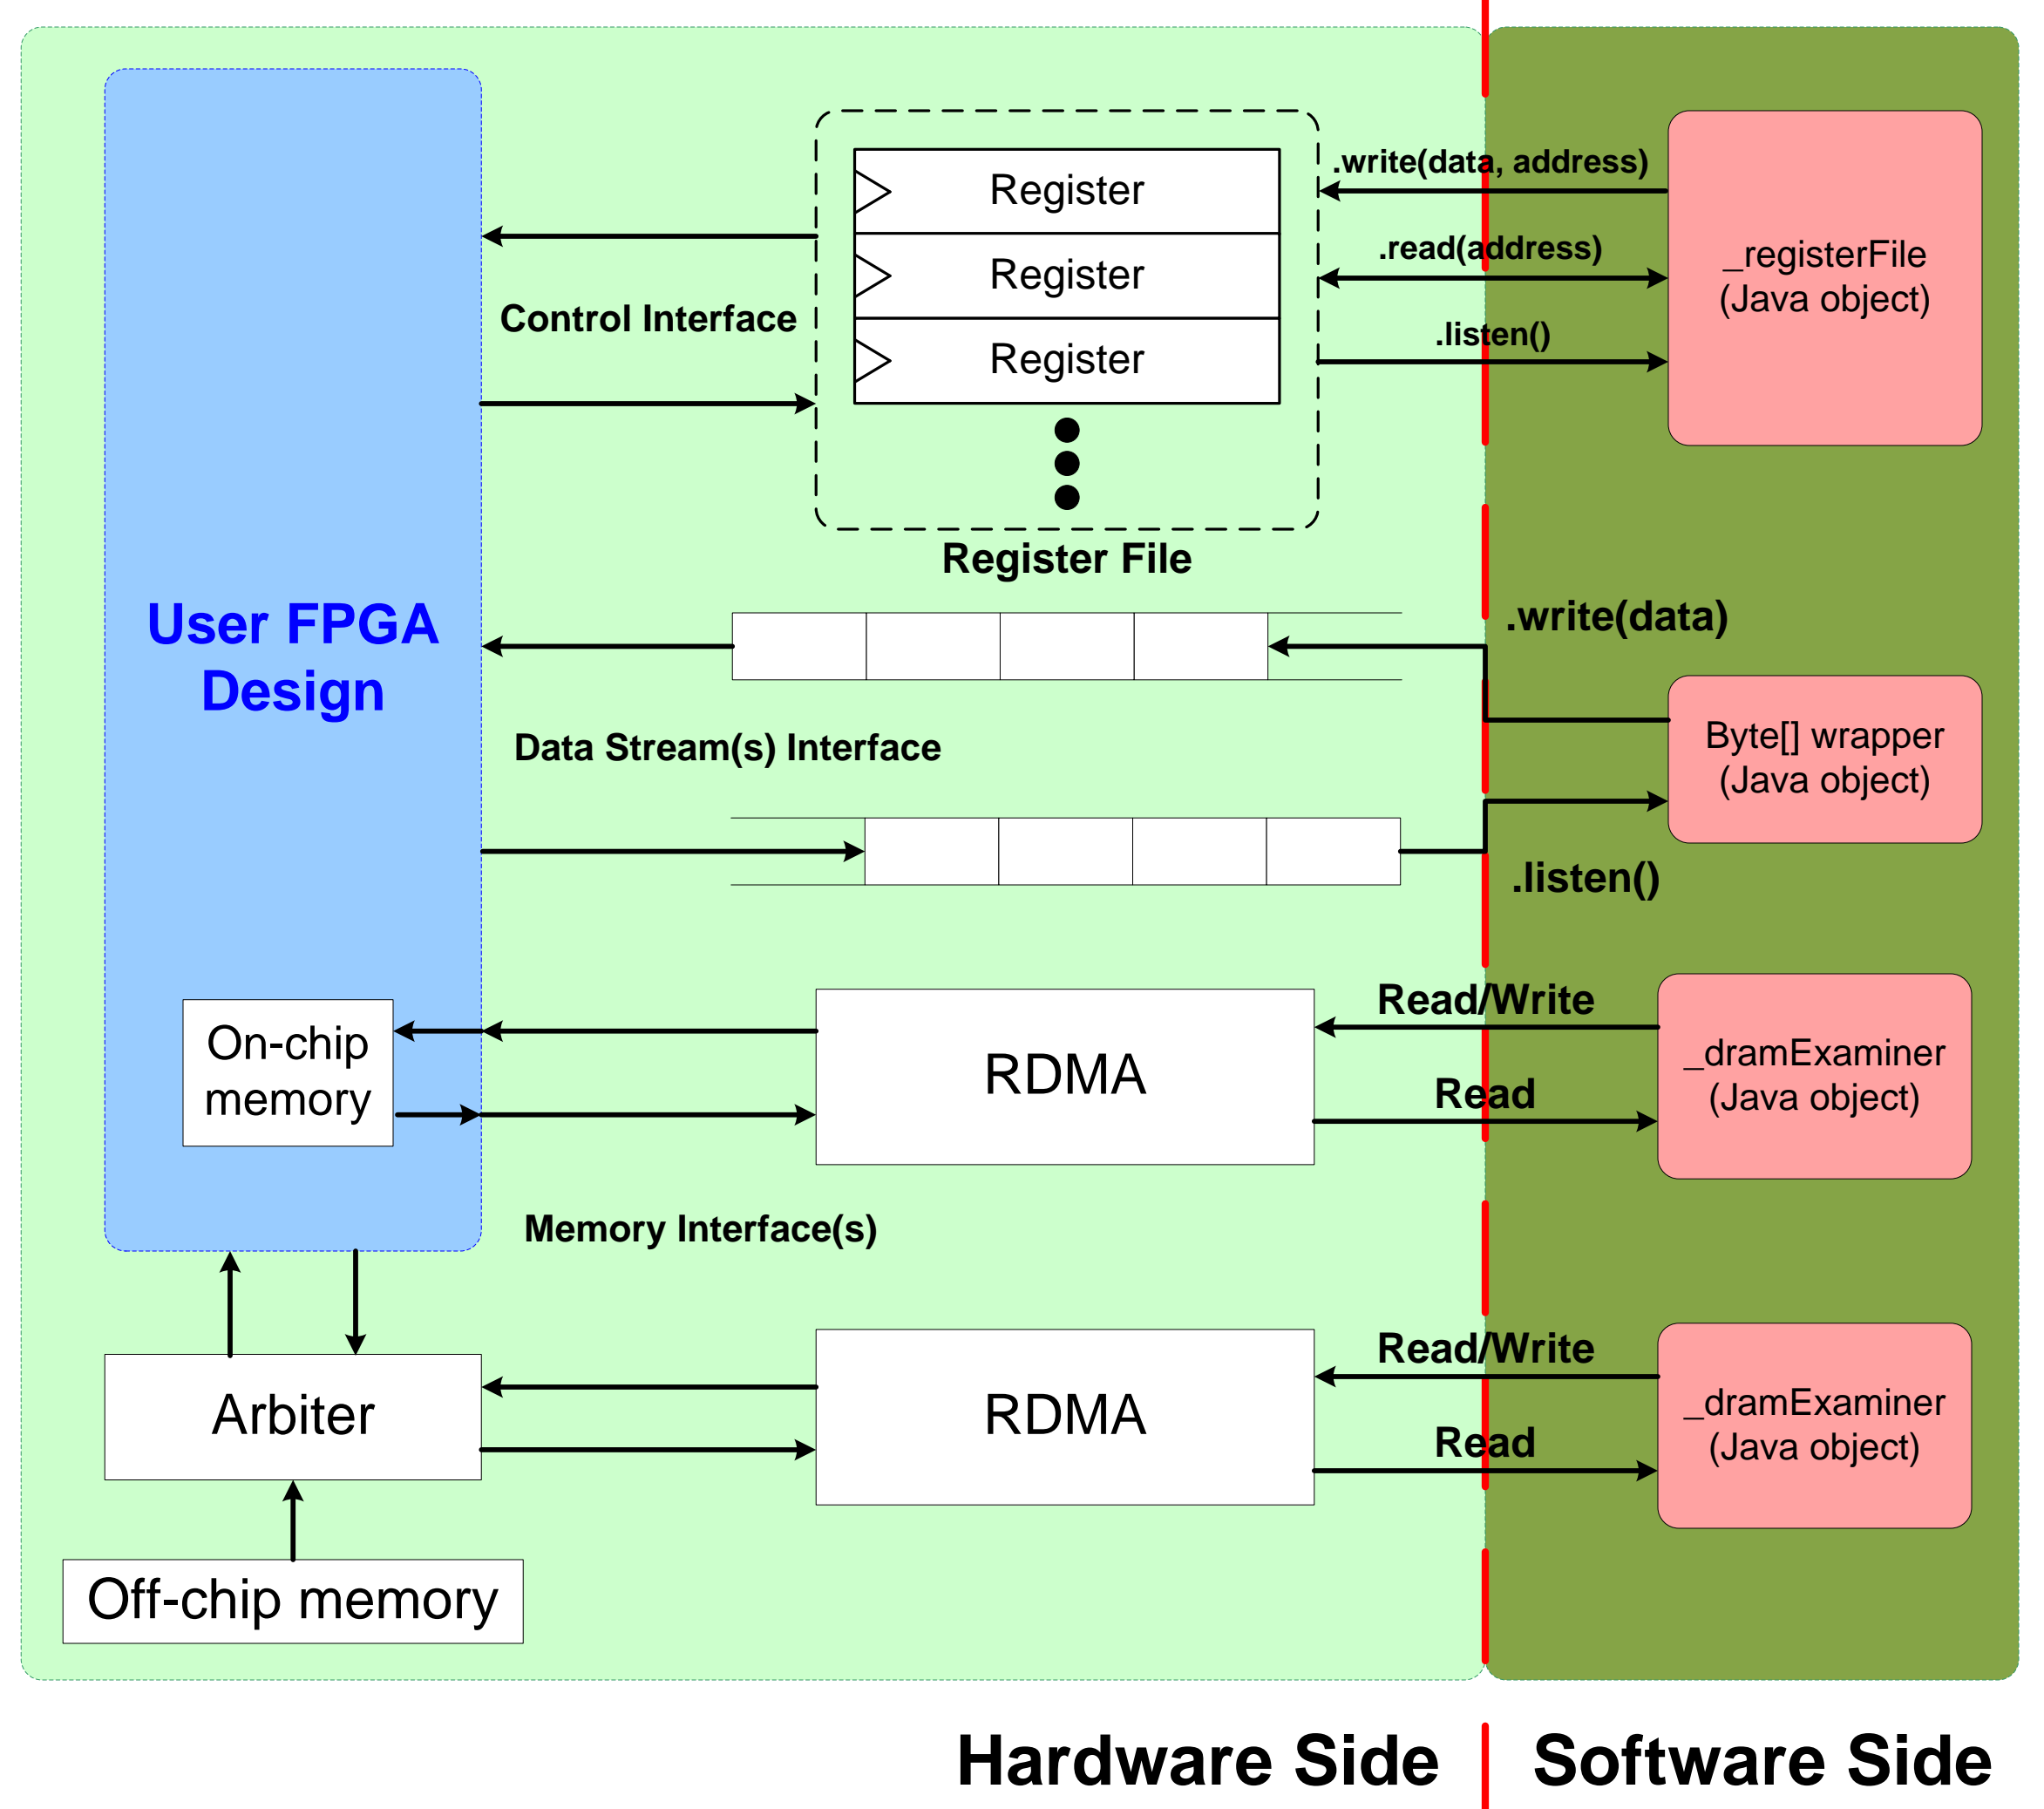 .write(data, address)
Register
.read(address)
_registerFile
(Java object)
Register
Control Interface
.listen()
Register
Register File
User FPGA
Design
.write(data)
Data Stream(s) Interface
Byte[] wrapper
(Java object)
.listen()
On-chip
memory
RDMA
Read/Write
Read
_dramExaminer
(Java object)
Memory Interface(s)
Arbiter
RDMA
Read/Write
Read
_dramExaminer
(Java object)
Off-chip memory
Hardware Side
Software Side